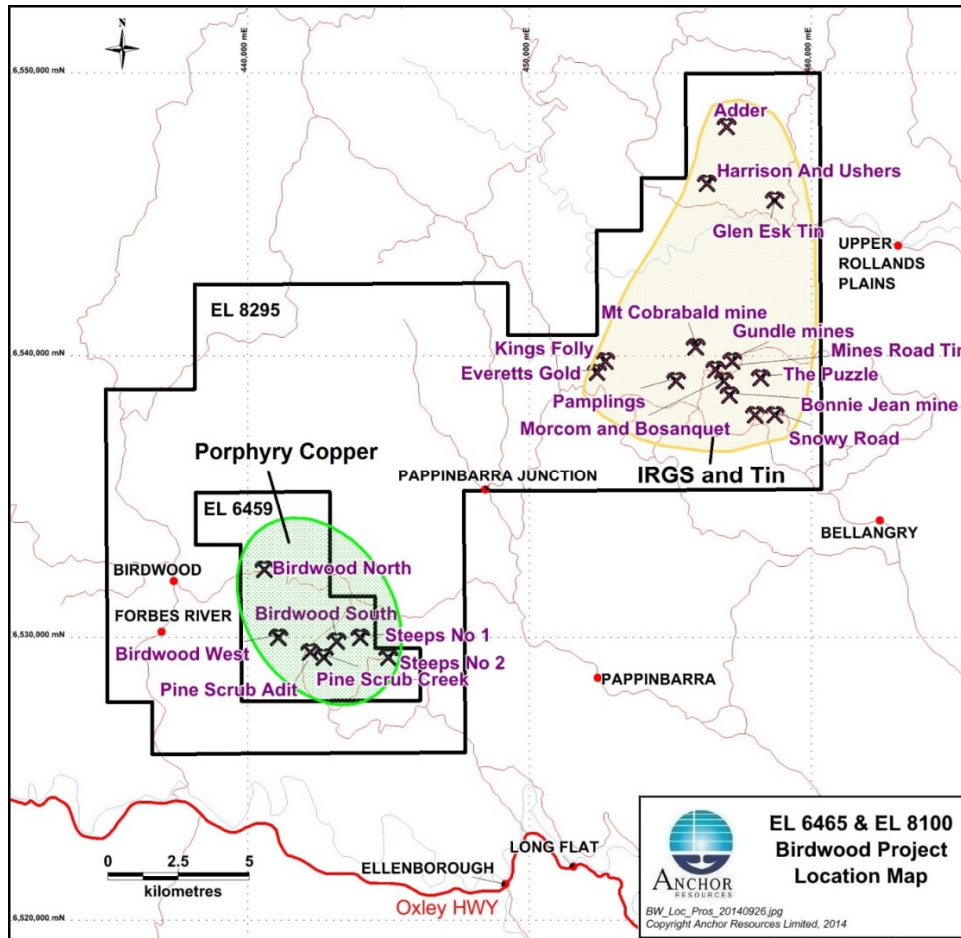 N
440,000 mE
450,000 mE
460,000 mE
6,550,000 mN
Adder
Harrison And Ushers
Glen Esk Tin
UPPER
ROLLANDS
PLAINS
EL 8295
Mt Cobrabald mine
Gundle mines
6,540,000 mN
Kings Folly
Mines Road Tin
Everetts Gold
The Puzzle
Pamplings
Bonnie Jean mine
Morcom and Bosanquet
Snowy Road
Porphyry Copper
IRGS and Tin
PAPPINBARRA JUNCTION
EL 6459
BELLANGRY
BIRDWOOD
Birdwood North
FORBES RIVER
Birdwood South
6,530,000 mN
Steeps No 1
Birdwood West
Steeps No 2
Pine Scrub Creek
Pine Scrub Adit
PAPPINBARRA
LONG FLAT
0 2.5 5
kilometres
ELLENBOROUGH
Oxley HWY
6,520,000 mN
ANCHOR
RESOURCES
EL 6465 & EL 8100
Birdwood Project
Location Map
BW_Loc_Pros_20140926.jpg
Copyright Anchor Resources Limited, 2014